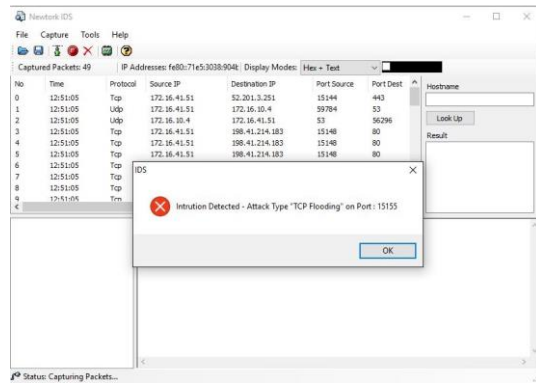 Newtork IDS
File Capture Tools Help
Captured Packets: 49 IP Addresses: fe80::71e5:3038:904t Display Modes: Hex + Text
No Time Protocol Source IP Destination IP Port Source Port Dest
0 12:51:05 Tcp 172.16.41.51 52.201.3.251 15144 443
1 12:51:05 Udp 172.16.41.51 172.16.10.4 59784 53
2 12:51:05 Udp 172.16.10.4 172.16.41.51 53 56296
3 12:51:05 Tcp 172.16.41.51 198.41.214.183 15148 80
4 12:51:05 Tcp 172.16.41.51 198.41.214.183 15148 80
5 12:51:05 Tcp 172.16.41.51 198.41.214.183 15148 80
6 12:51:05 Tcp
7 12:51:05 Tcp
8 12:51:05 Tcp
9 12:51:05 Tcp
Hostname
Look Up
Result
IDS
Intrution Detected - Attack Type "TCP Flooding" on Port : 15155
OK
Status: Capturing Packets...